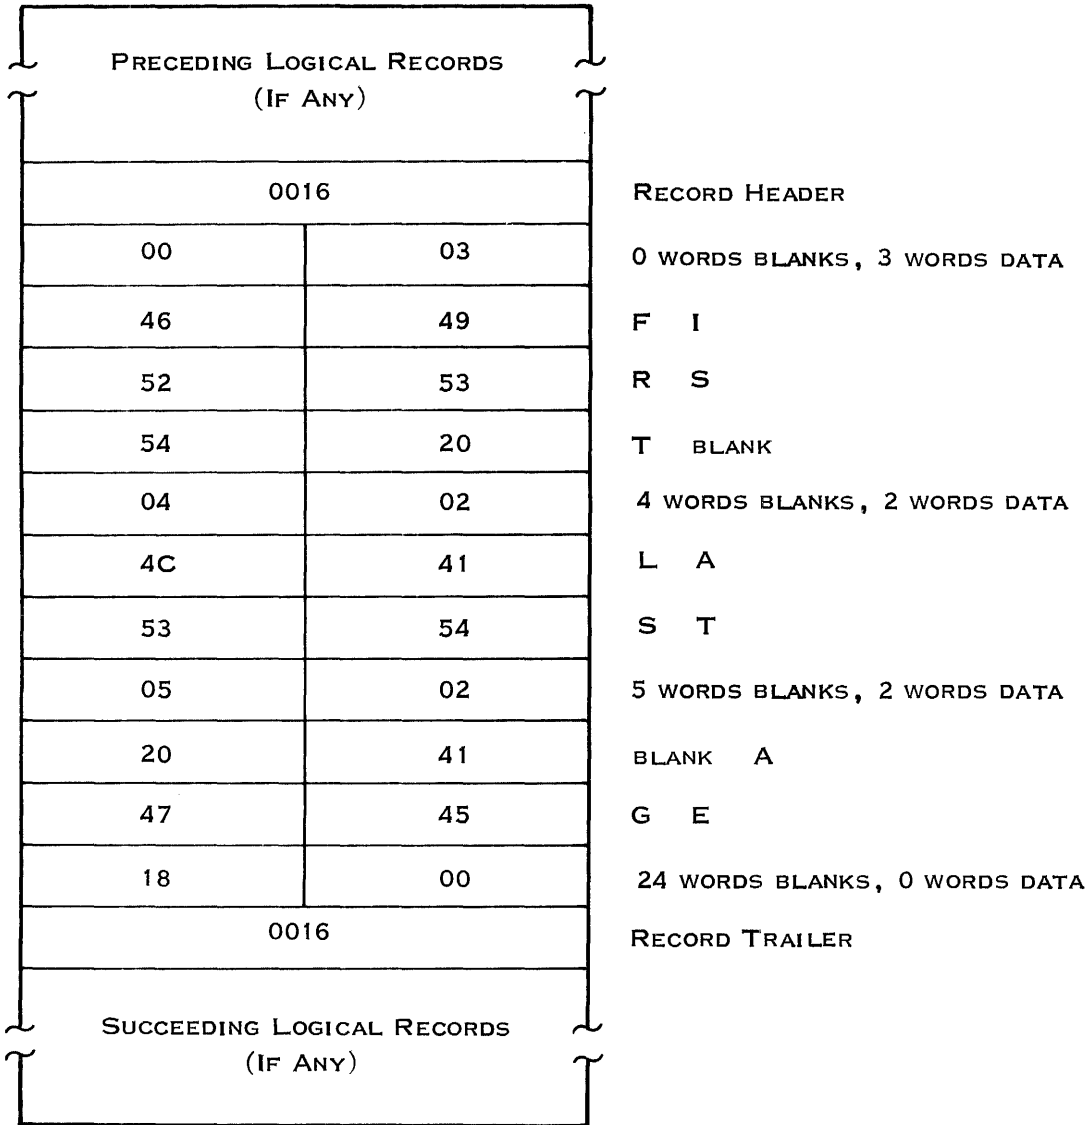 PRECEDING LOGICAL RECORDS
(IF ANY)
0016 RECORD HEADER
00 03 0 WORDS BLANKS, 3 WORDS DATA
46 49 F I
52 53 R S
54 20 T BLANK
04 02 4 WORDS BLANKS, 2 WORDS DATA
4C 41 L A
53 54 S T
05 02 5 WORDS BLANKS, 2 WORDS DATA
20 41 BLANK A
47 45 G E
18 00 24 WORDS BLANKS, 0 WORDS DATA
0016 RECORD TRAILER
SUCCEEDING LOGICAL RECORDS
(IF ANY)